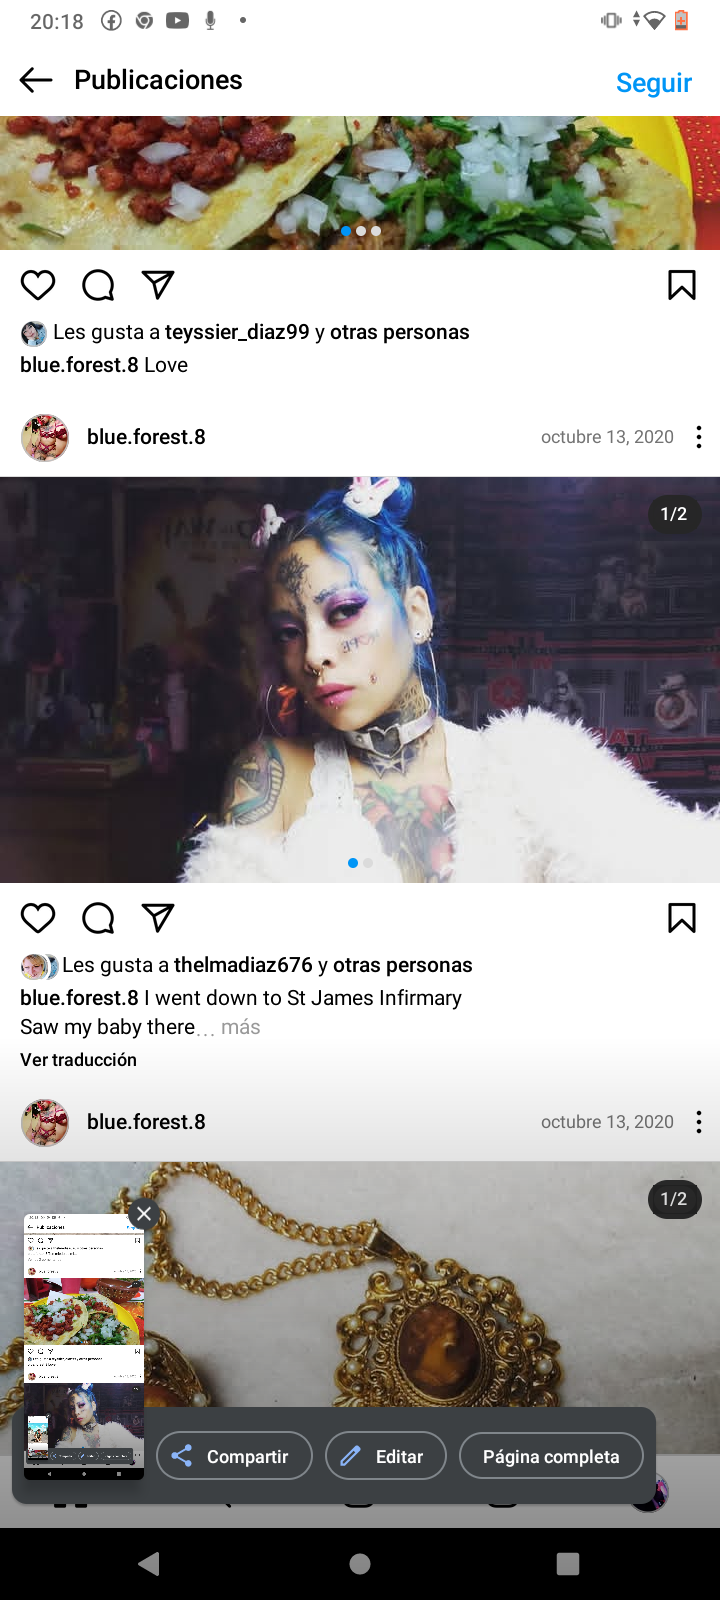 20:18
Publicaciones
Seguir
Les gusta a teyssier_diaz99 y otras personas
blue.forest.8 Love
blue.forest.8
octubre 13, 2020
1/2
HOPE
Les gusta a thelmadiaz676 y otras personas
blue.forest.8 I went down to St James Infirmary
Saw my baby there... más
Ver traducción
blue.forest.8
octubre 13, 2020
1/2
Publicaciones
Compartir
Editar
Página completa